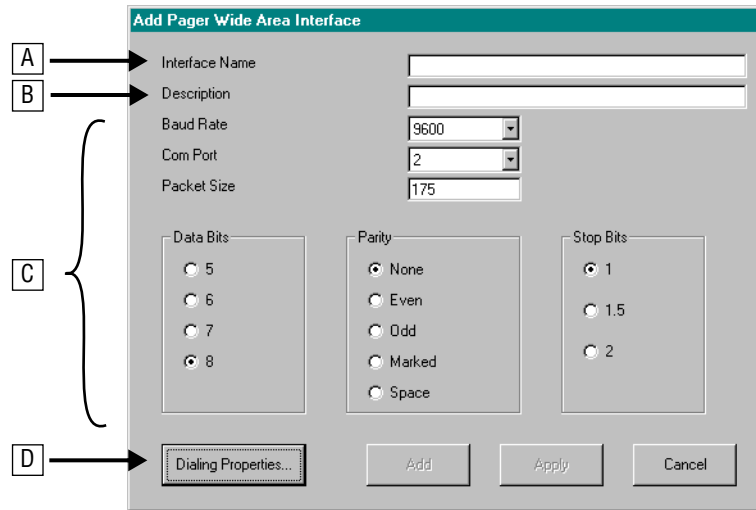 Add Pager Wide Area Interface
A
Interface Name
B
Description
Baud Rate
9600
Com Port
2
Packet Size
175
C
Data Bits
5
6
7
8
Parity
None
Even
Odd
Marked
Space
Stop Bits
1
1.5
2
D
Dialing Properties...
Add
Apply
Cancel